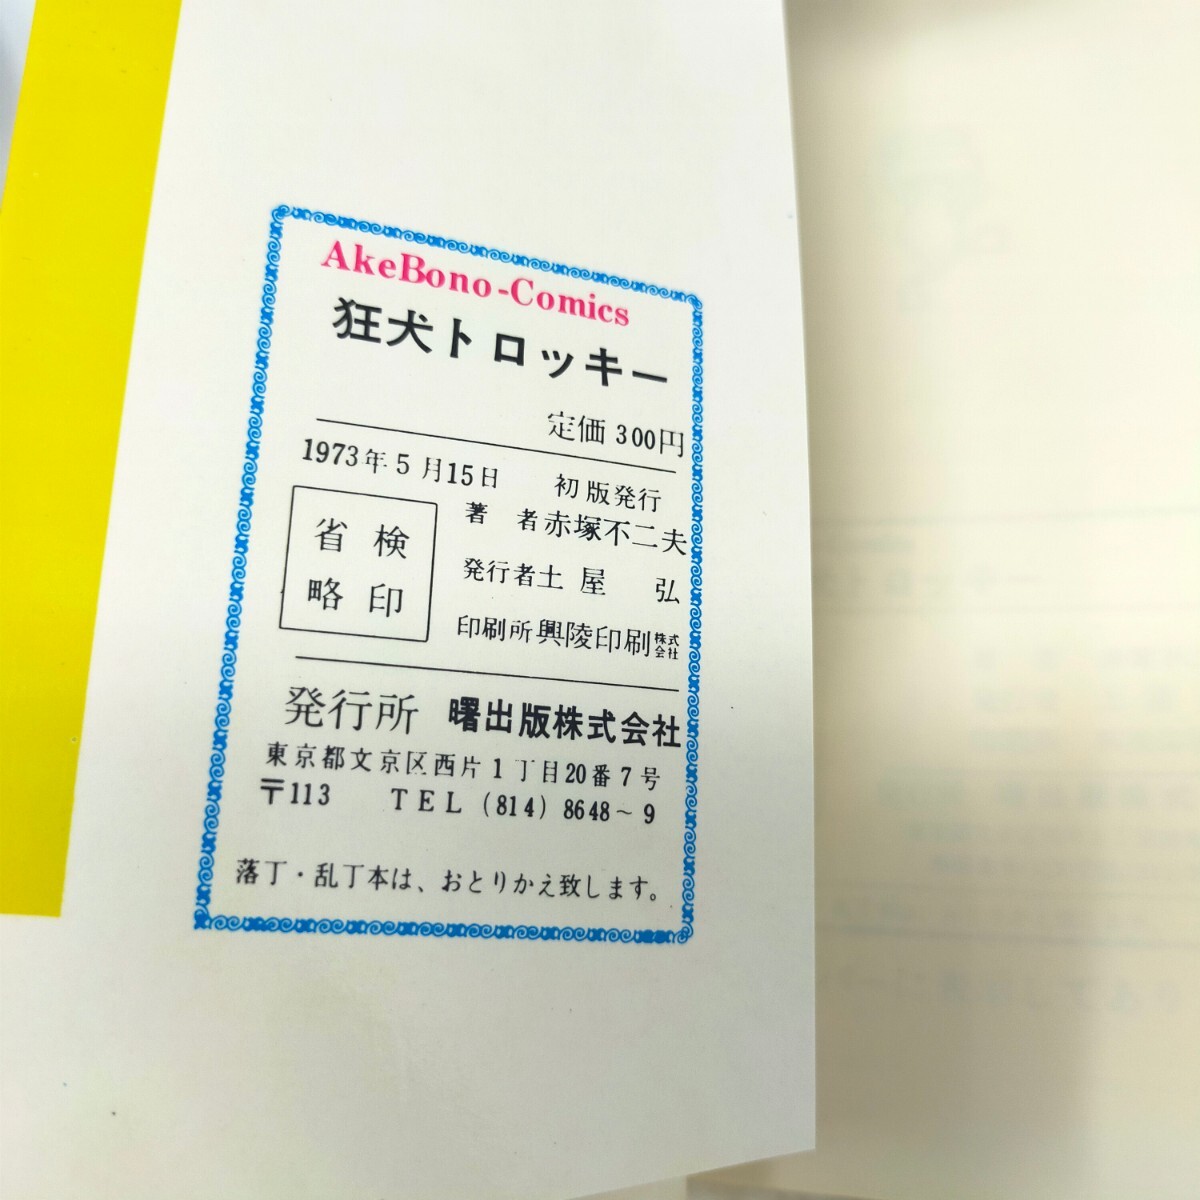 AkeBono-Comics
狂犬トロッキー
定価 300円
1973年5月15日 初版発行
検印
省略
著者 赤塚不二夫
発行者 土屋 弘
印刷所 興陵印刷株式会社
発行所 曙出版株式会社
東京都文京区西片1丁目20番7号
〒113 TEL (814) 8648~9
落丁・乱丁本は、おとりかえ致します。